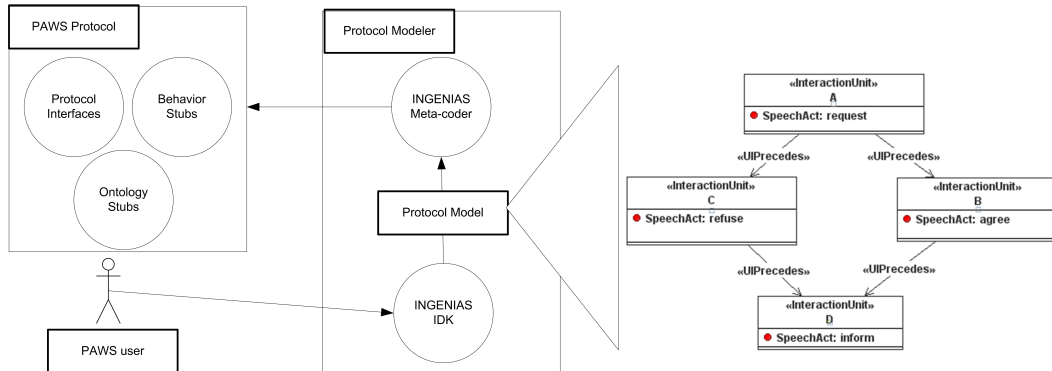 PAWS Protocol
Protocol
Interfaces
Behavior
Stubs
Ontology
Stubs
PAWS user
Protocol Modeler
INGENIAS
Meta-coder
Protocol Model
INGENIAS
IDK
«InteractionUnit»
A
SpeechAct: request
«UIPrecedes»
«UIPrecedes»
«InteractionUnit»
C
SpeechAct: refuse
«InteractionUnit»
B
SpeechAct: agree
«UIPrecedes»
«UIPrecedes»
«InteractionUnit»
D
SpeechAct: inform